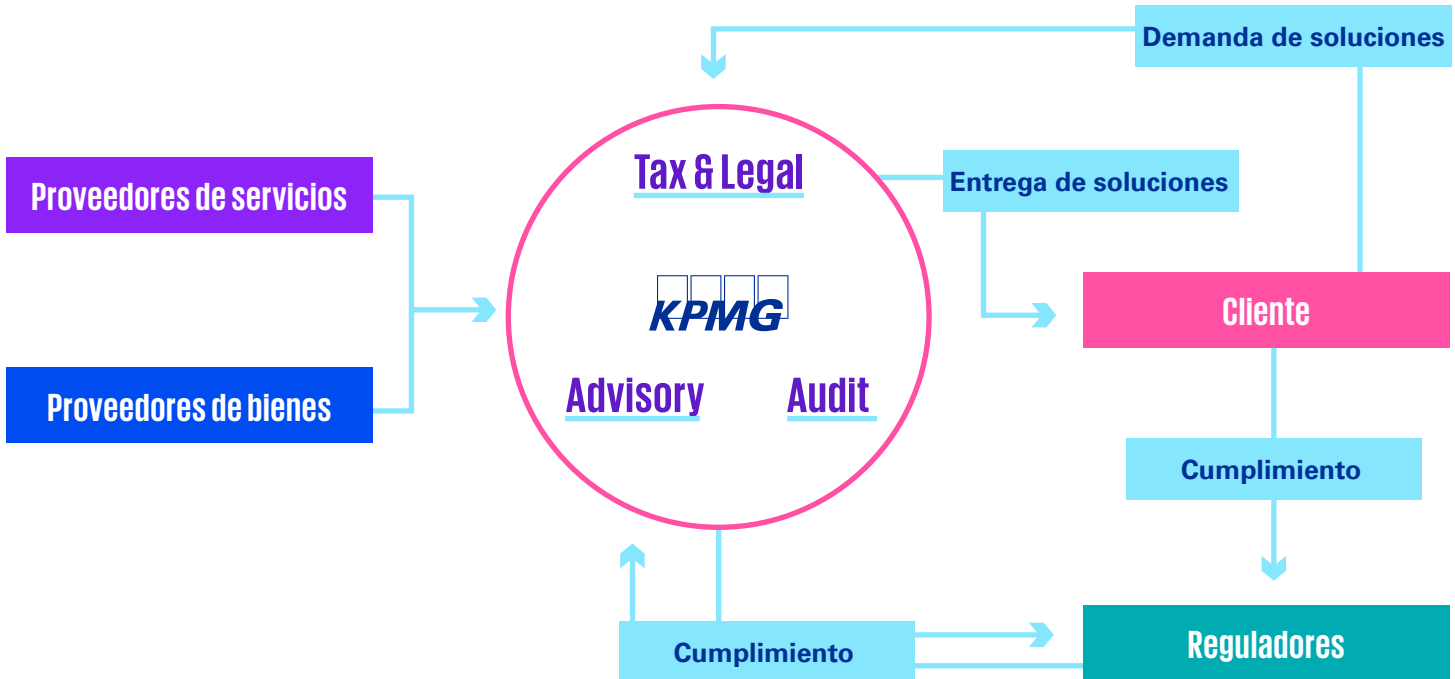 Demanda de soluciones
Tax & Legal
Entrega de soluciones
Proveedores de servicios
KPMG
Cliente
Proveedores de bienes
Advisory
Audit
Cumplimiento
Cumplimiento
Reguladores